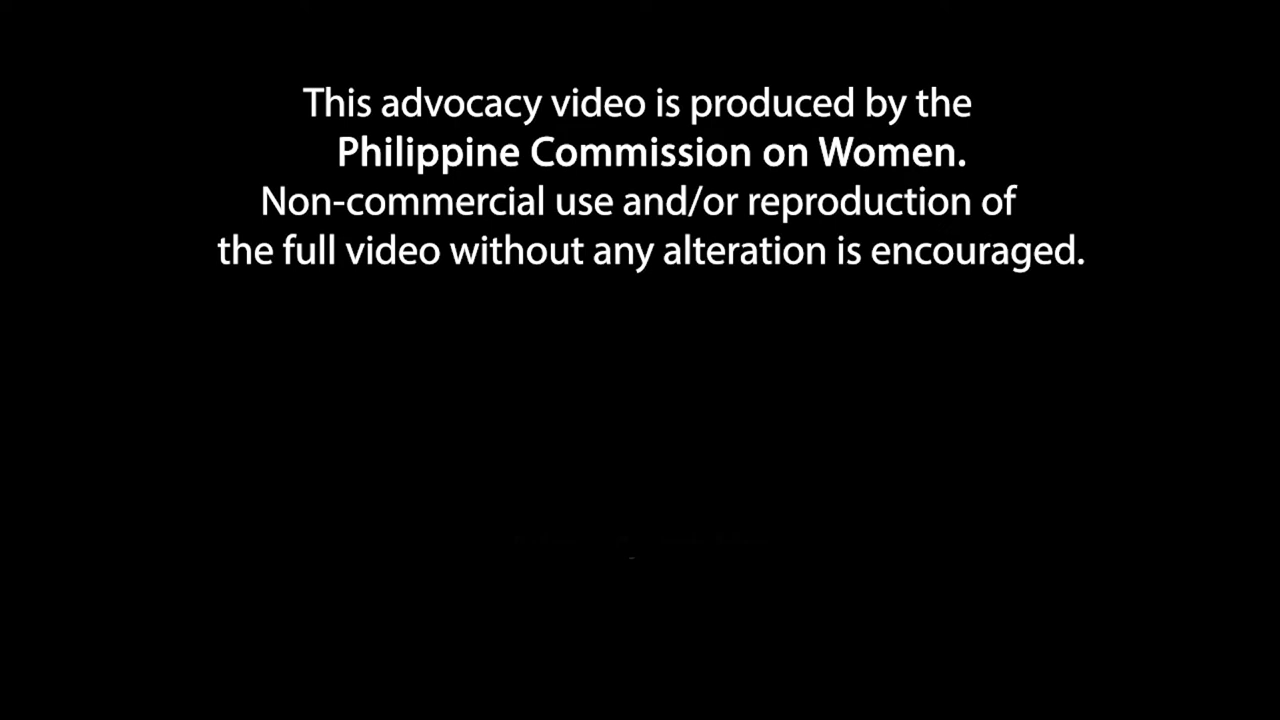 This advocacy video is produced by the
Philippine Commission on Women.
Non-commercial use and/or reproduction of
the full video without any alteration is encouraged.